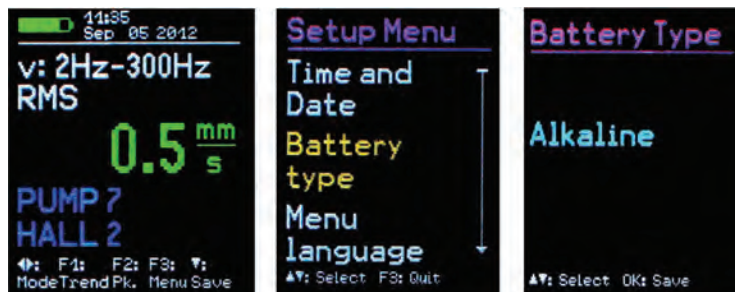 11:35
Sep 05 2012
v: 2Hz-300Hz
RMS
0.5 mm/s
PUMP 7
HALL 2
◀▶: F1: F2: F3: ▼:
Mode Trend Pk. Menu Save
Setup Menu
Time and
Date
Battery
type
Menu
language
▲▼: Select F3: Quit
Battery Type
Alkaline
▲▼: Select OK: Save